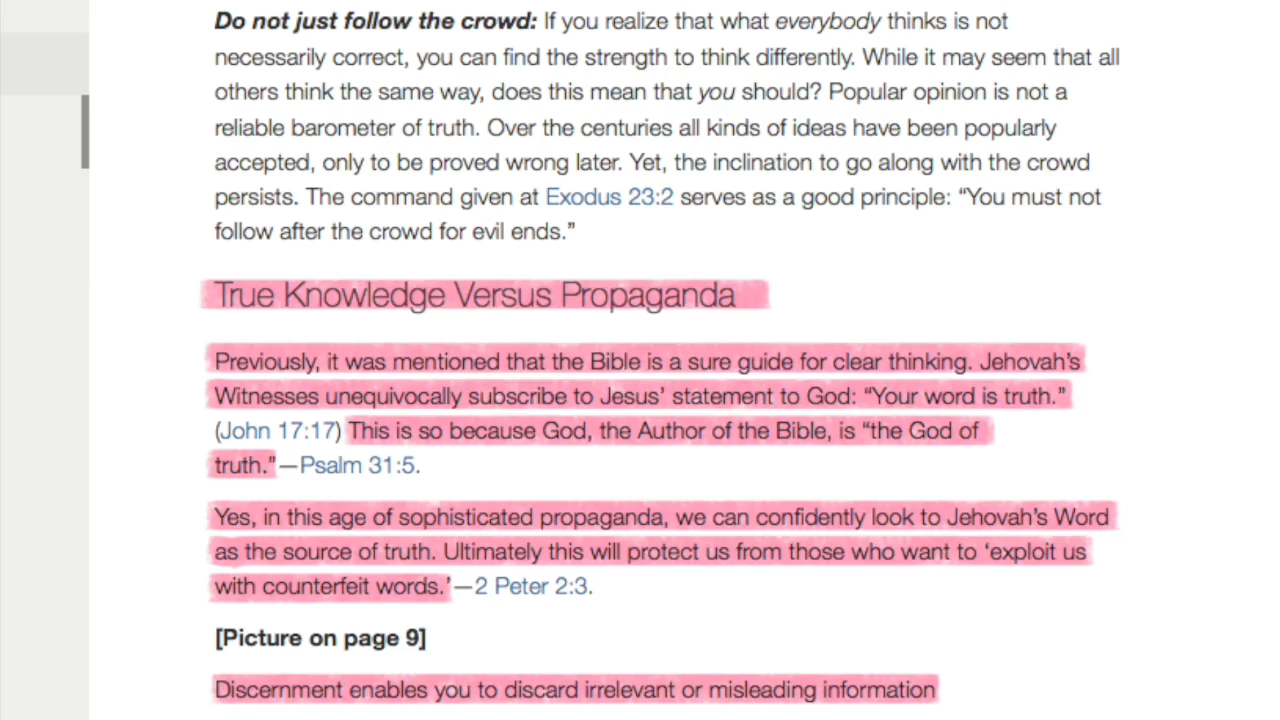 Do not just follow the crowd: If you realize that what everybody thinks is not
necessarily correct, you can find the strength to think differently. While it may seem that all
others think the same way, does this mean that you should? Popular opinion is not a
reliable barometer of truth. Over the centuries all kinds of ideas have been popularly
accepted, only to be proved wrong later. Yet, the inclination to go along with the crowd
persists. The command given at Exodus 23:2 serves as a good principle: “You must not
follow after the crowd for evil ends.”
True Knowledge Versus Propaganda
Previously, it was mentioned that the Bible is a sure guide for clear thinking. Jehovah’s
Witnesses unequivocally subscribe to Jesus’ statement to God: “Your word is truth.”
(John 17:17) This is so because God, the Author of the Bible, is “the God of
truth.”—Psalm 31:5.
Yes, in this age of sophisticated propaganda, we can confidently look to Jehovah’s Word
as the source of truth. Ultimately this will protect us from those who want to ‘exploit us
with counterfeit words.’—2 Peter 2:3.
[Picture on page 9]
Discernment enables you to discard irrelevant or misleading information